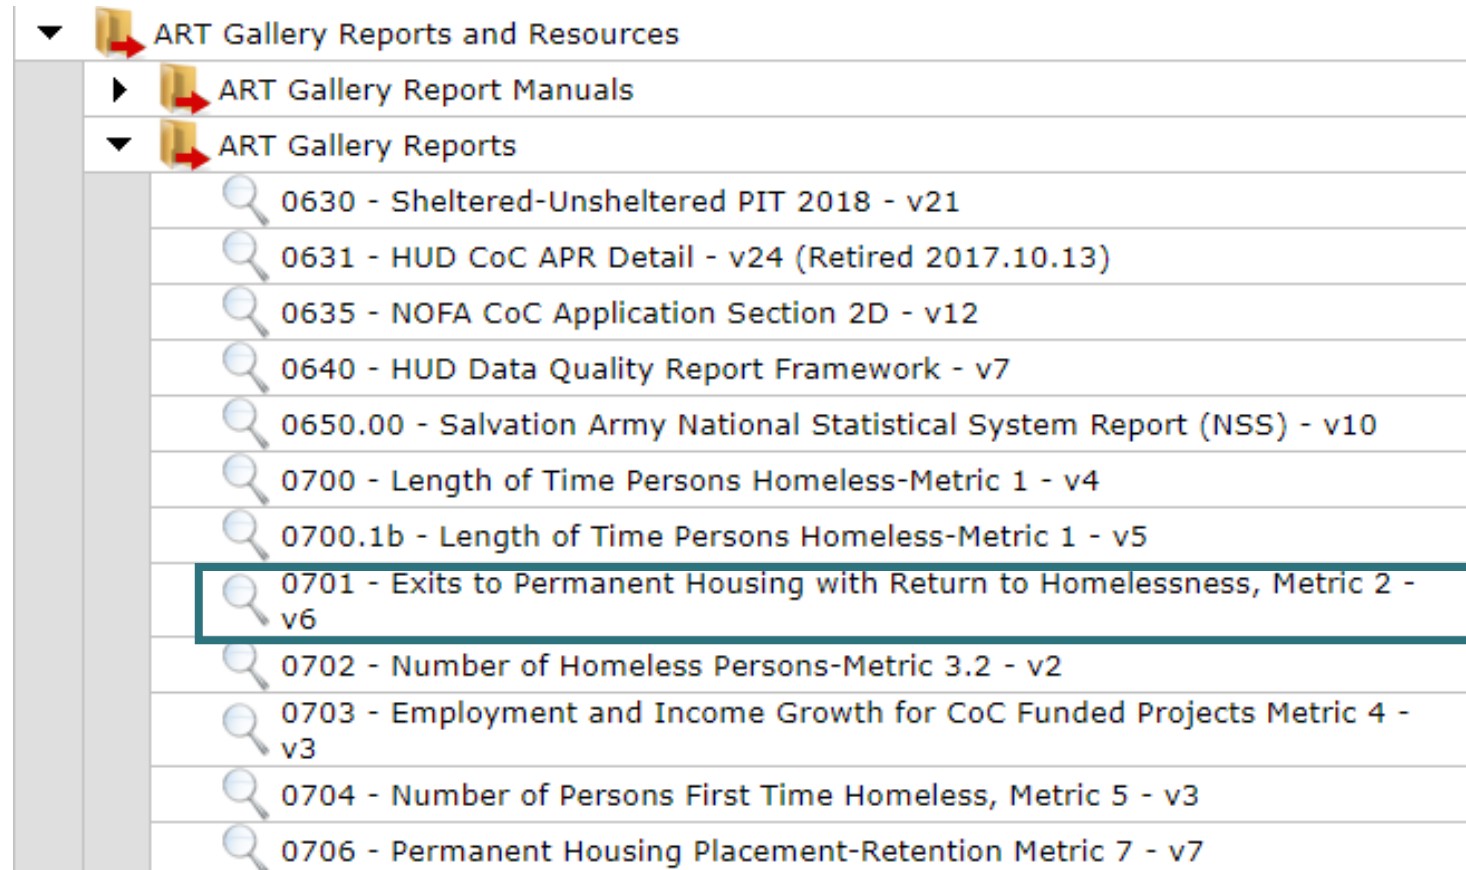 ART Gallery Reports and Resources
ART Gallery Report Manuals
ART Gallery Reports
0630 - Sheltered-Unsheltered PIT 2018 - v21
0631 - HUD CoC APR Detail - v24 (Retired 2017.10.13)
0635 - NOFA CoC Application Section 2D - v12
0640 - HUD Data Quality Report Framework - v7
0650.00 - Salvation Army National Statistical System Report (NSS) - v10
0700 - Length of Time Persons Homeless-Metric 1 - v4
0700.1b - Length of Time Persons Homeless-Metric 1 - v5
0701 - Exits to Permanent Housing with Return to Homelessness, Metric 2 -
v6
0702 - Number of Homeless Persons-Metric 3.2 - v2
0703 - Employment and Income Growth for CoC Funded Projects Metric 4 -
v3
0704 - Number of Persons First Time Homeless, Metric 5 - v3
0706 - Permanent Housing Placement-Retention Metric 7 - v7